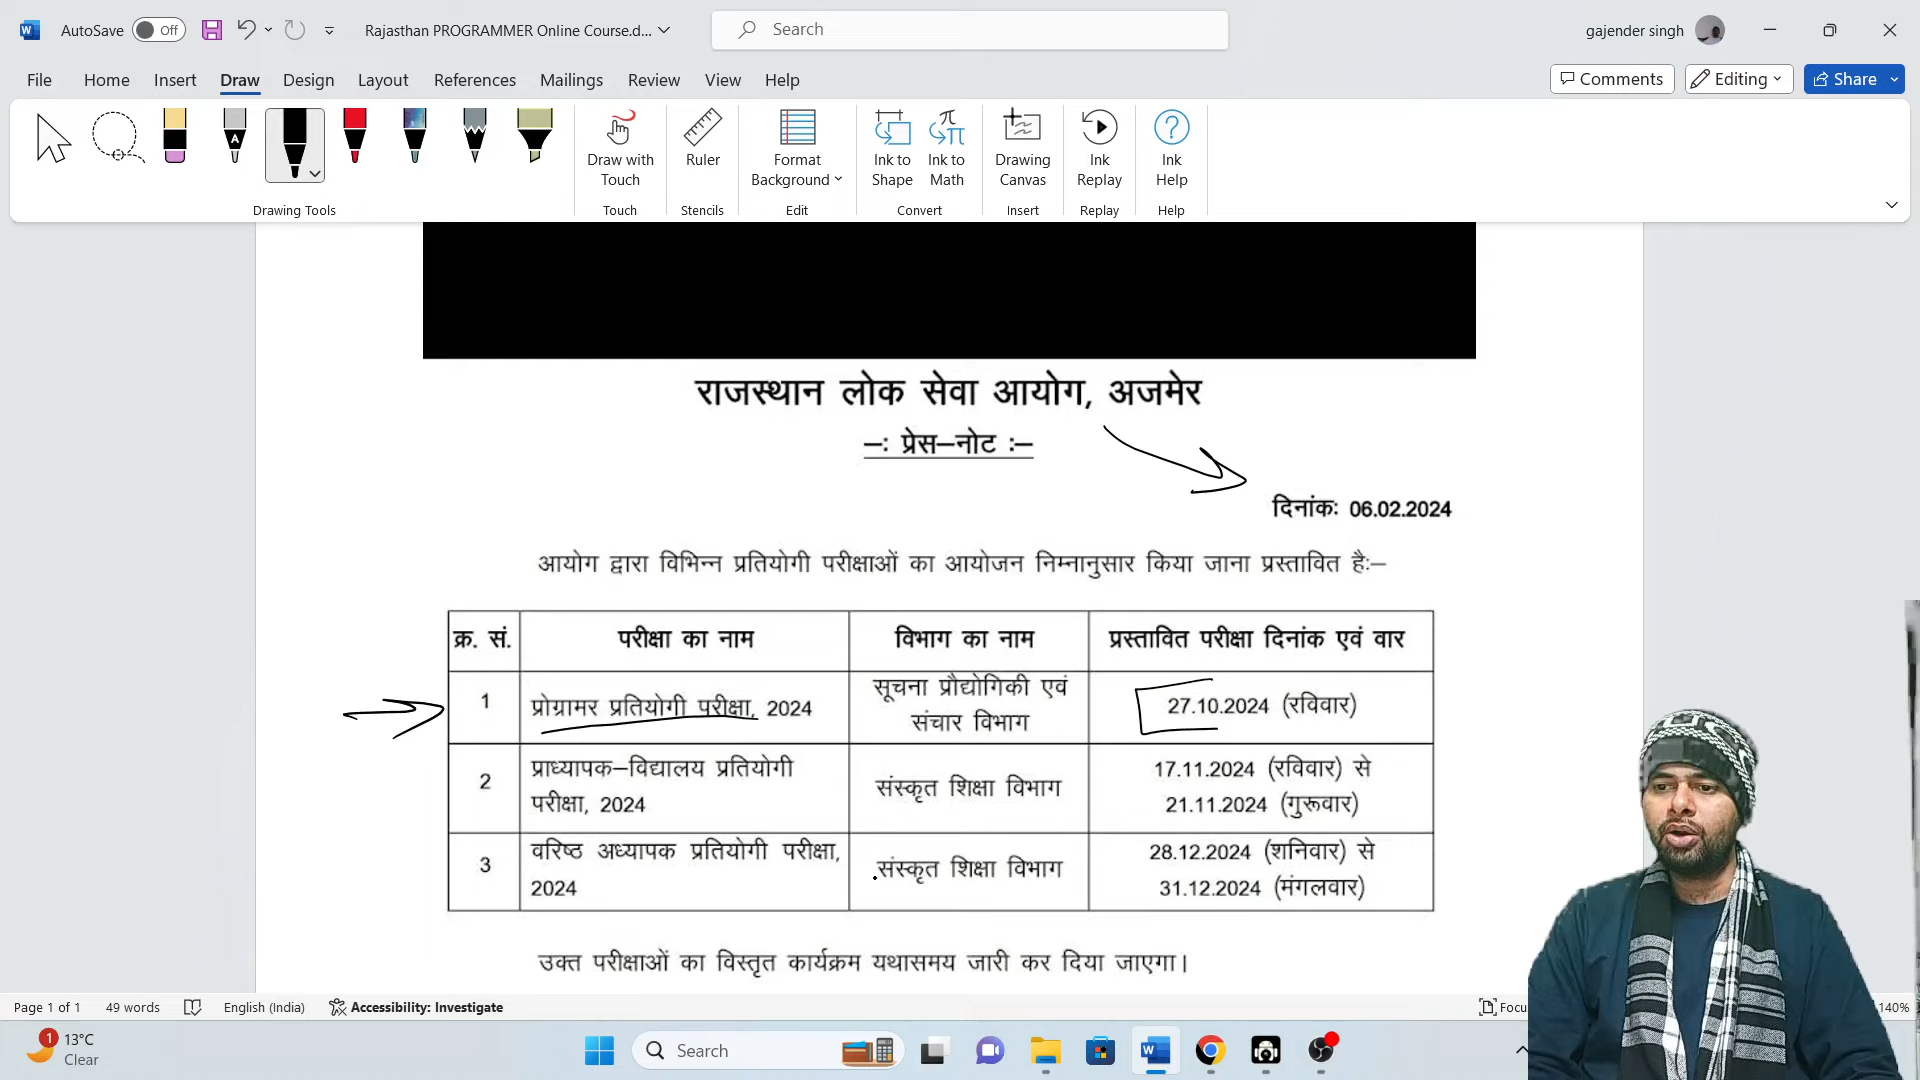 AutoSave Off Rajasthan PROGRAMMER Online Course.d... Search gajender singh
File Home Insert Draw Design Layout References Mailings Review View Help Comments Editing Share
A
Draw with Touch
Ruler
Format Background
Ink to Shape
Ink to Math
Drawing Canvas
Ink Replay
Ink Help
Drawing Tools Touch Stencils Edit Convert Insert Replay Help
राजस्थान लोक सेवा आयोग, अजमेर
–: प्रेस–नोट :–
दिनांक: 06.02.2024
आयोग द्वारा विभिन्न प्रतियोगी परीक्षाओं का आयोजन निम्नानुसार किया जाना प्रस्तावित है:–
क्र. सं. परीक्षा का नाम विभाग का नाम प्रस्तावित परीक्षा दिनांक एवं वार
1 प्रोग्रामर प्रतियोगी परीक्षा, 2024 सूचना प्रौद्योगिकी एवं संचार विभाग 27.10.2024 (रविवार)
2 प्राध्यापक–विद्यालय प्रतियोगी परीक्षा, 2024 संस्कृत शिक्षा विभाग 17.11.2024 (रविवार) से 21.11.2024 (गुरूवार)
3 वरिष्ठ अध्यापक प्रतियोगी परीक्षा, 2024 संस्कृत शिक्षा विभाग 28.12.2024 (शनिवार) से 31.12.2024 (मंगलवार)
उक्त परीक्षाओं का विस्तृत कार्यक्रम यथासमय जारी कर दिया जाएगा।
Page 1 of 1 49 words English (India) Accessibility: Investigate Focu 140%
1 13°C
Clear
Search